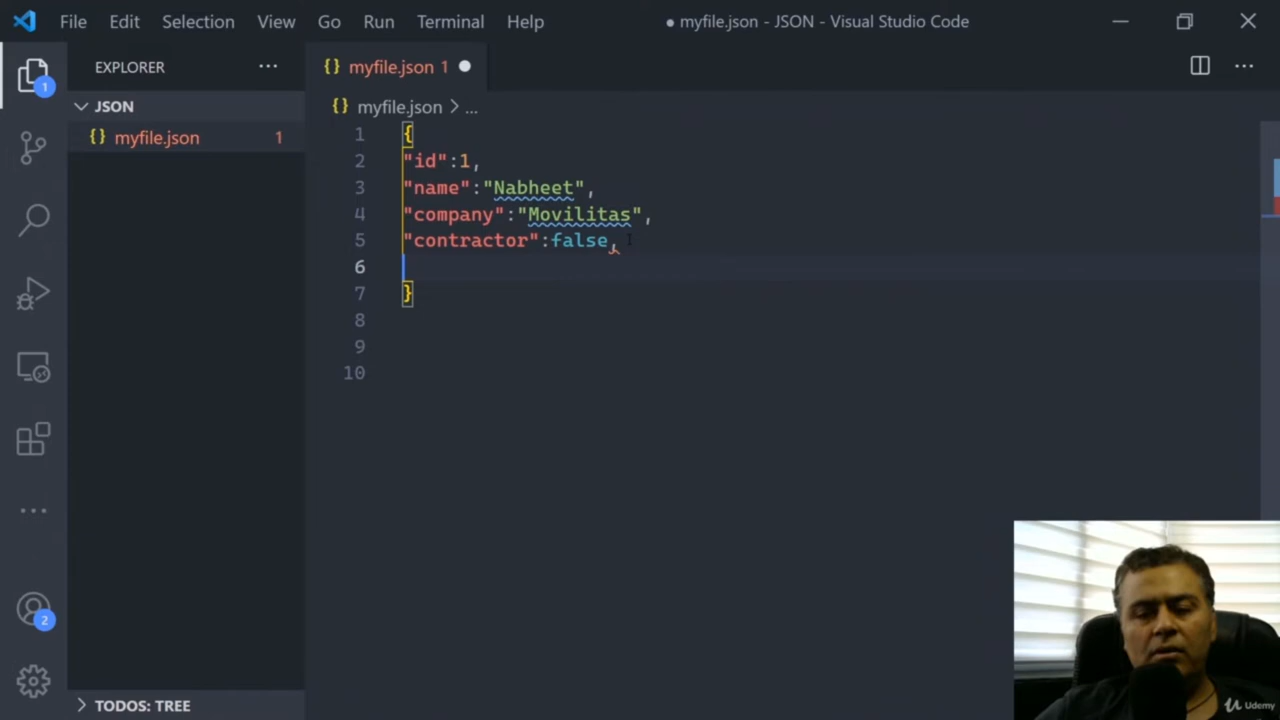 File Edit Selection View Go Run Terminal Help ● myfile.json - JSON - Visual Studio Code
EXPLORER ···
{} myfile.json 1
JSON
{} myfile.json > ...
{} myfile.json 1
1 {
2 "id":1,
3 "name":"Nabheet",
4 "company":"Movilitas",
5 "contractor":false,
6
7 }
8
9
10
1
2
TODOS: TREE
Udemy